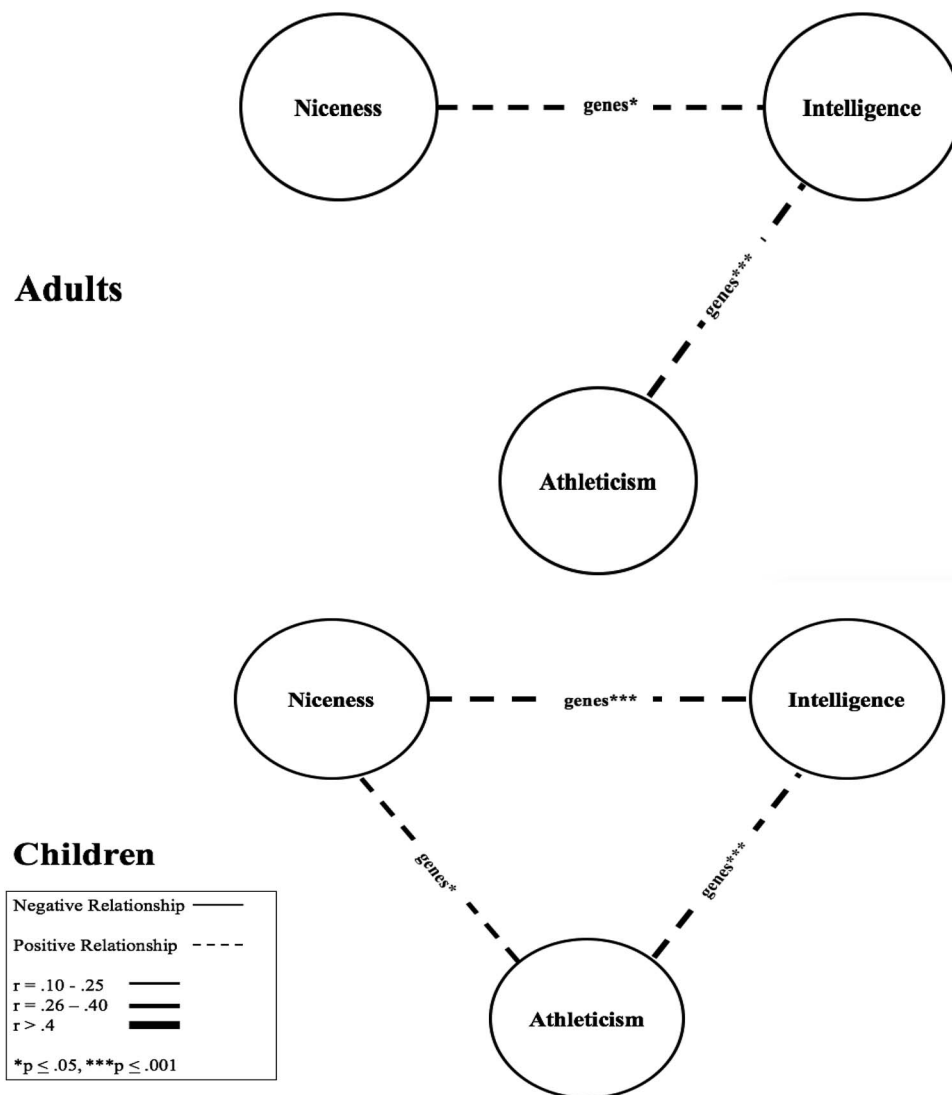 Niceness
genes*
Intelligence
Adults
genes***
Athleticism
Niceness
genes***
Intelligence
Children
genes*
genes***
Negative Relationship
Positive Relationship
r = .10 - .25
r = .26 – .40
r > .4
*p ≤ .05, ***p ≤ .001
Athleticism